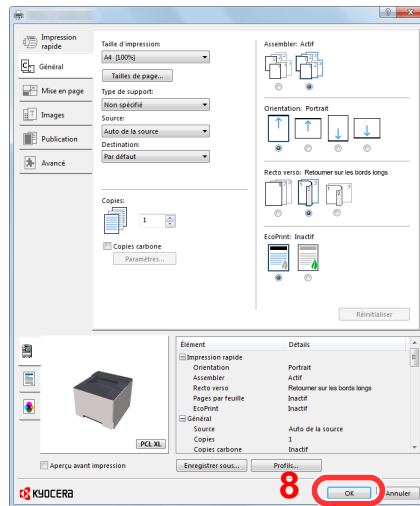 Impression
rapide
Général
Mise en page
Images
Publication
Avancé
Taille d'impression:
A4 [100%]
Tailles de page...
Type de support:
Non spécifié
Source:
Auto de la source
Destination:
Par défaut
Copies:
1
Copies carbone
Paramètres...
Assembler: Actif
Orientation: Portrait
Recto verso: Retourner sur les bords longs
EcoPrint: Inactif
Réinitialiser
PCL XL
Aperçu avant impression
Élément Détails
Impression rapide
Orientation Portrait
Assembler Actif
Recto verso Retourner sur les bords longs
Pages par feuille Inactif
EcoPrint Inactif
Général
Source Auto de la source
Copies 1
Copies carbone Inactif
Enregistrer sous... Profils...
KYOCERA
8
OK
Annuler